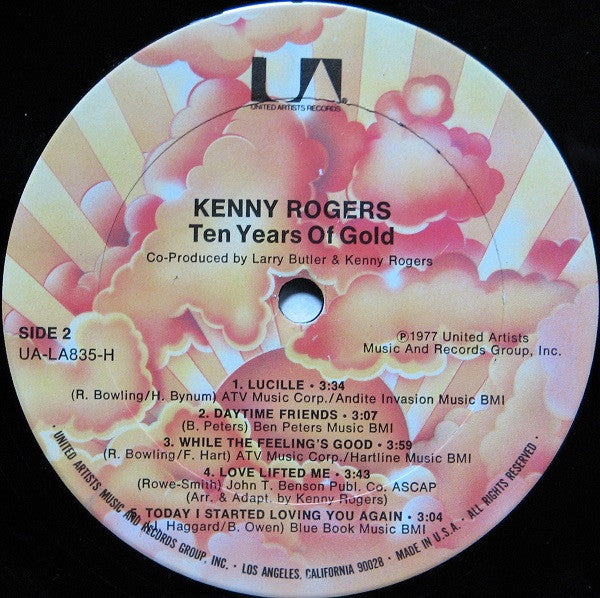 UA
UNITED ARTISTS RECORDS
KENNY ROGERS
Ten Years Of Gold
Co-Produced by Larry Butler & Kenny Rogers
SIDE 2
UA-LA835-H
℗1977 United Artists
Music And Records Group, Inc.
1. LUCILLE • 3:34
(R. Bowling/H. Bynum) ATV Music Corp./Andite Invasion Music BMI
2. DAYTIME FRIENDS • 3:07
(B. Peters) Ben Peters Music BMI
3. WHILE THE FEELING'S GOOD • 3:59
(R. Bowling/F. Hart) ATV Music Corp./Hartline Music BMI
4. LOVE LIFTED ME • 3:43
(Rowe-Smith) John T. Benson Publ, Co. ASCAP
(Arr. & Adapt. by Kenny Rogers)
5. TODAY I STARTED LOVING YOU AGAIN • 3:04
(M. Haggard/B. Owen) Blue Book Music BMI
• UNITED ARTISTS MUSIC AND RECORDS GROUP, INC. • LOS ANGELES, CALIFORNIA 90028 • MADE IN U.S.A. • ALL RIGHTS RESERVED •